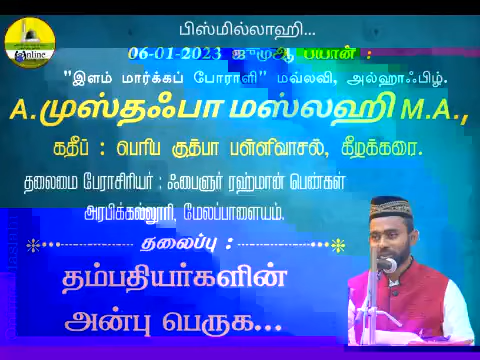 பிஸ்மில்லாஹி...
Online
06-01-2023 ஜுமுஆ பயான் :
"இளம் மார்க்கப் போராளி" மவ்லவி, அல்ஹாஃபிழ்.
A.முஸ்தஃபா மஸ்லஹி M.A.,
கதீப் : பெரிய குத்பா பள்ளிவாசல், கீழக்கரை.
தலைமை பேராசிரியர் : ஃபைளுர் ரஹ்மான் பெண்கள்
அரபிக்கல்லூரி, மேலப்பாளையம்.
தலைப்பு :
தம்பதியர்களின்
அன்பு பெருக...